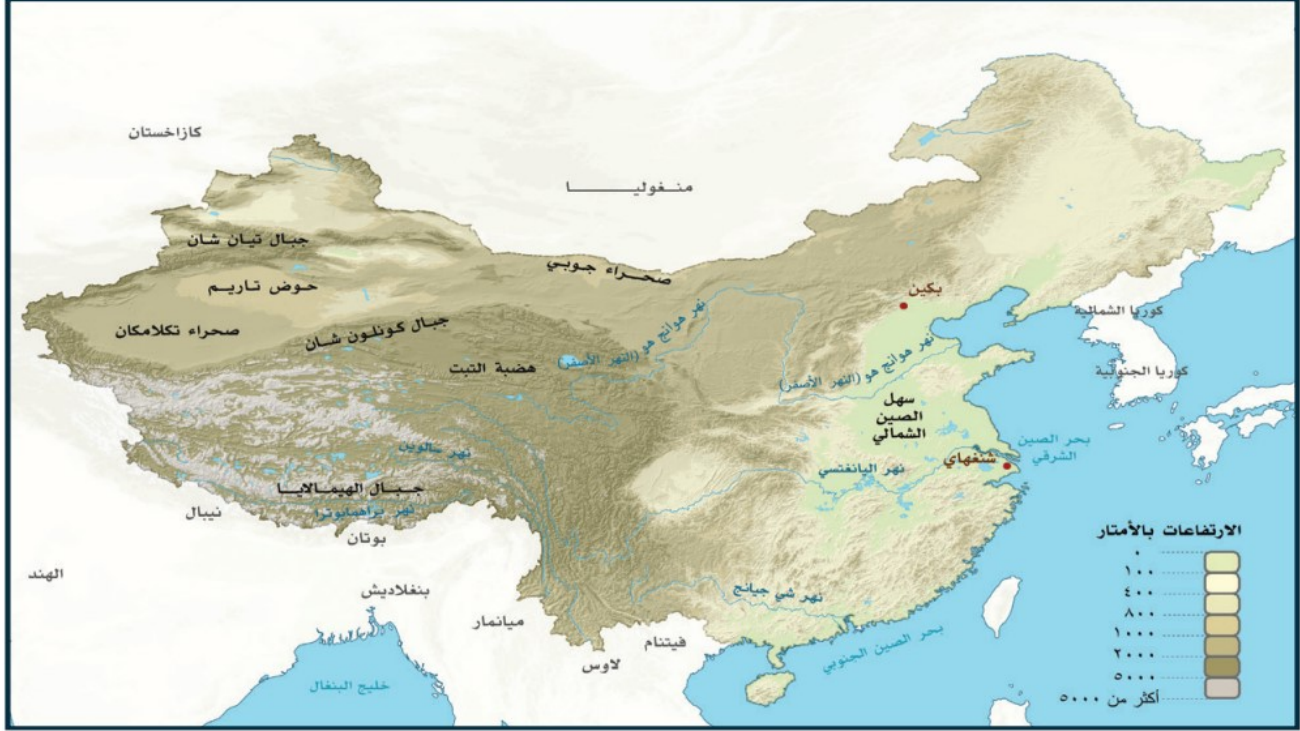 كازاخستان
منغوليا
جبال تيان شان
صحراء جوبي
حوض تاريم
بكين
صحراء تكلامكان
جبال كونلون شان
نهر هوانج هو (النهر الأصفر)
كوريا الشمالية
هضبة التبت
نهر هوانج هو (النهر الأصفر)
كوريا الجنوبية
سهل
الصين
الشمالي
بحر الصين
الشرقي
نهر سالوين
شنغهاي
نهر اليانغتسي
جبال الهيمالايا
نيبال
نهر براهمابوترا
بوتان
الهند
بنغلاديش
ميانمار
نهر شي جيانج
فيتنام
لاوس
بحر الصين الجنوبي
خليج البنغال
الارتفاعات بالأمتار
٠
١٠٠
٤٠٠
٨٠٠
١٠٠٠
٢٠٠٠
٥٠٠٠
أكثر من ٥٠٠٠